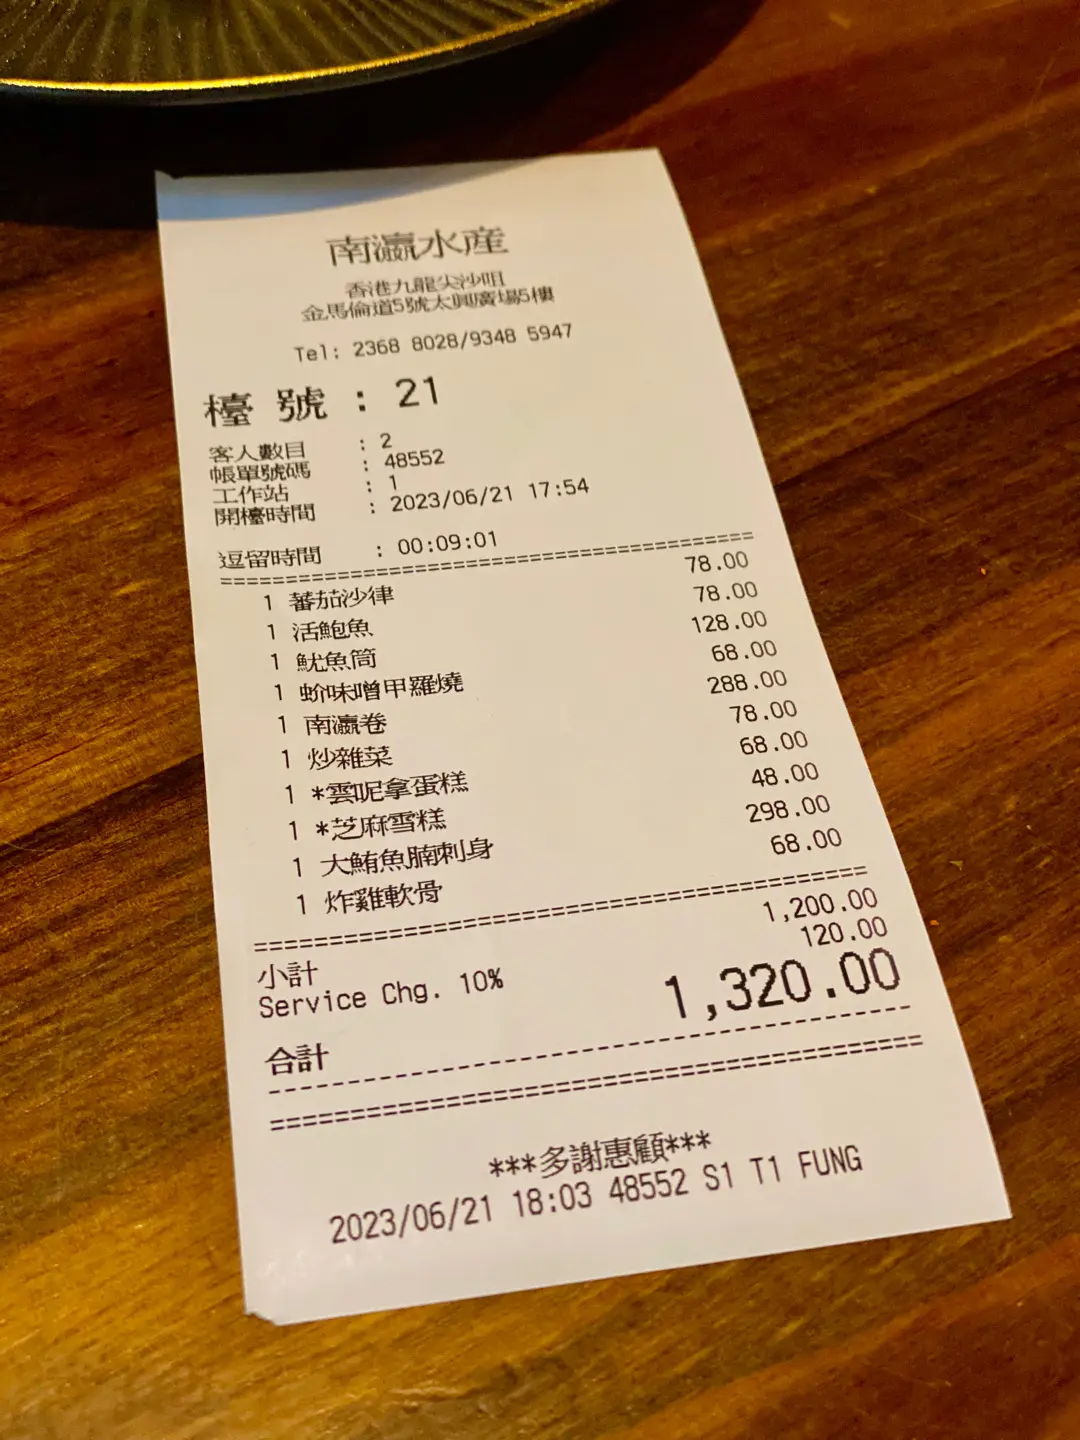 南瀛水産
香港九龍尖沙咀
金馬倫道5號太興廣場5樓
Tel: 2368 8028/9348 5947
檯 號 : 21
客人數目 : 2
帳單號碼 : 48552
工作站 : 1
開檯時間 : 2023/06/21 17:54
逗留時間 : 00:09:01
================================================
1 蕃茄沙律 78.00
1 活鮑魚 78.00
1 魷魚筒 128.00
1 蚧味噌甲羅燒 68.00
1 南瀛卷 288.00
1 炒雜菜 78.00
1 *雲呢拿蛋糕 68.00
1 *芝麻雪糕 48.00
1 大鮪魚腩刺身 298.00
1 炸雞軟骨 68.00
================================================
小計 1,200.00
Service Chg. 10% 120.00
合計 1,320.00
------------------------------------------------
================================================
***多謝惠顧***
2023/06/21 18:03 48552 S1 T1 FUNG